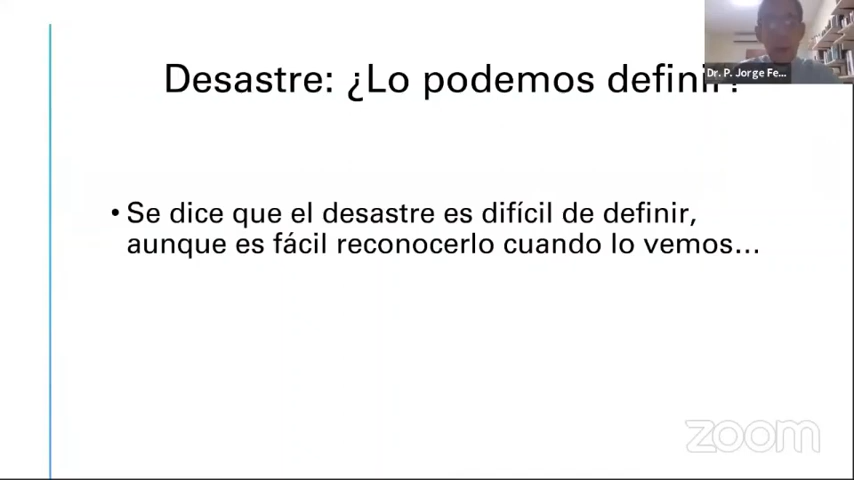 Desastre: ¿Lo podemos definir?
Dr. P. Jorge Fe...
• Se dice que el desastre es difícil de definir,
aunque es fácil reconocerlo cuando lo vemos...
zoom